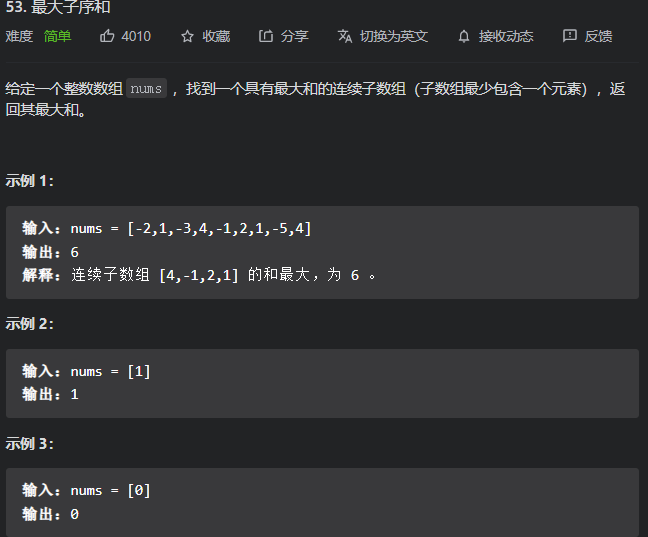 53. 最大子序和
难度 简单 4010 收藏 分享 切换为英文 接收动态 反馈
给定一个整数数组 nums ，找到一个具有最大和的连续子数组（子数组最少包含一个元素），返
回其最大和。
示例 1：
输入：nums = [-2,1,-3,4,-1,2,1,-5,4]
输出：6
解释：连续子数组 [4,-1,2,1] 的和最大，为 6 。
示例 2：
输入：nums = [1]
输出：1
示例 3：
输入：nums = [0]
输出：0